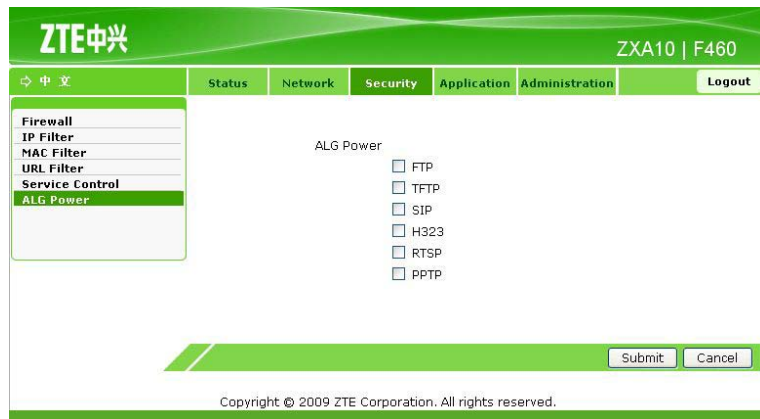 ZTE中兴
ZXA10 | F460
中文
Status Network Security Application Administration Logout
Firewall
IP Filter
MAC Filter
URL Filter
Service Control
ALG Power
ALG Power
FTP
TFTP
SIP
H323
RTSP
PPTP
Submit Cancel
Copyright © 2009 ZTE Corporation. All rights reserved.